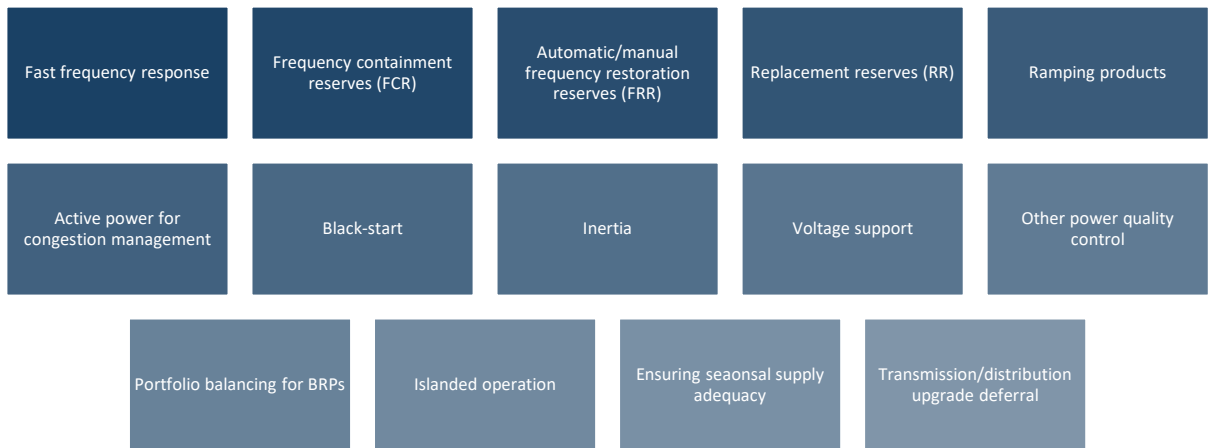 Fast frequency response
Frequency containment
reserves (FCR)
Automatic/manual
frequency restoration
reserves (FRR)
Replacement reserves (RR)
Ramping products
Active power for
congestion management
Black-start
Inertia
Voltage support
Other power quality
control
Portfolio balancing for BRPs
Islanded operation
Ensuring seaonsal supply
adequacy
Transmission/distribution
upgrade deferral